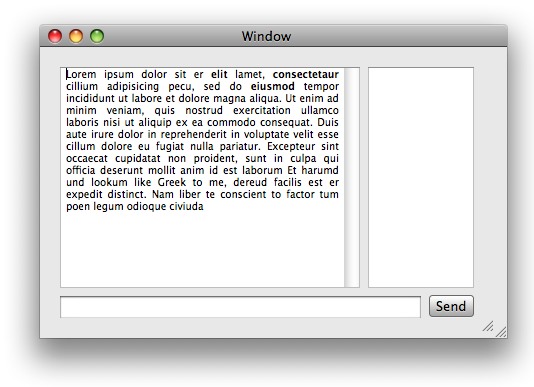 Window
Lorem ipsum dolor sit er elit lamet, consectetaur
cillium adipisicing pecu, sed do eiusmod tempor
incididunt ut labore et dolore magna aliqua. Ut enim ad
minim veniam, quis nostrud exercitation ullamco
laboris nisi ut aliquip ex ea commodo consequat. Duis
aute irure dolor in reprehenderit in voluptate velit esse
cillum dolore eu fugiat nulla pariatur. Excepteur sint
occaecat cupidatat non proident, sunt in culpa qui
officia deserunt mollit anim id est laborum Et harumd
und lookum like Greek to me, dereud facilis est er
expedit distinct. Nam liber te conscient to factor tum
poen legum odioque civiuda
Send